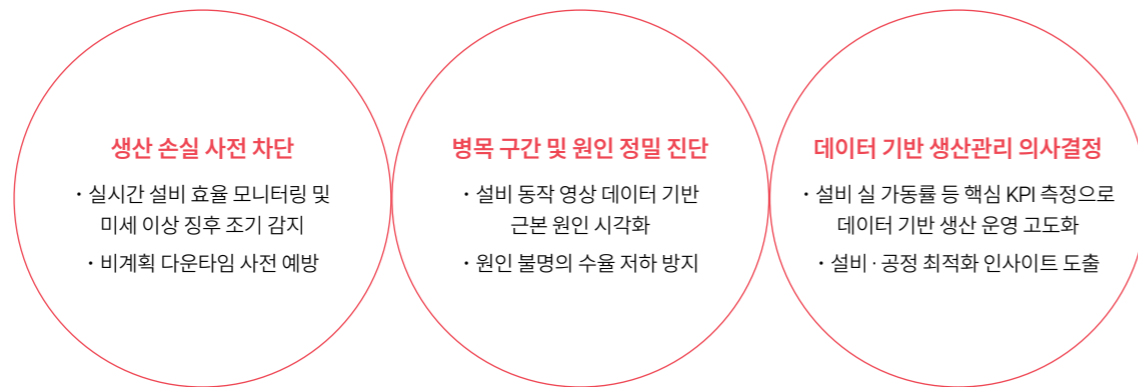 생산 손실 사전 차단
· 실시간 설비 효율 모니터링 및
미세 이상 징후 조기 감지
· 비계획 다운타임 사전 예방
병목 구간 및 원인 정밀 진단
· 설비 동작 영상 데이터 기반
근본 원인 시각화
· 원인 불명의 수율 저하 방지
데이터 기반 생산관리 의사결정
· 설비 실 가동률 등 핵심 KPI 측정으로
데이터 기반 생산 운영 고도화
· 설비 · 공정 최적화 인사이트 도출